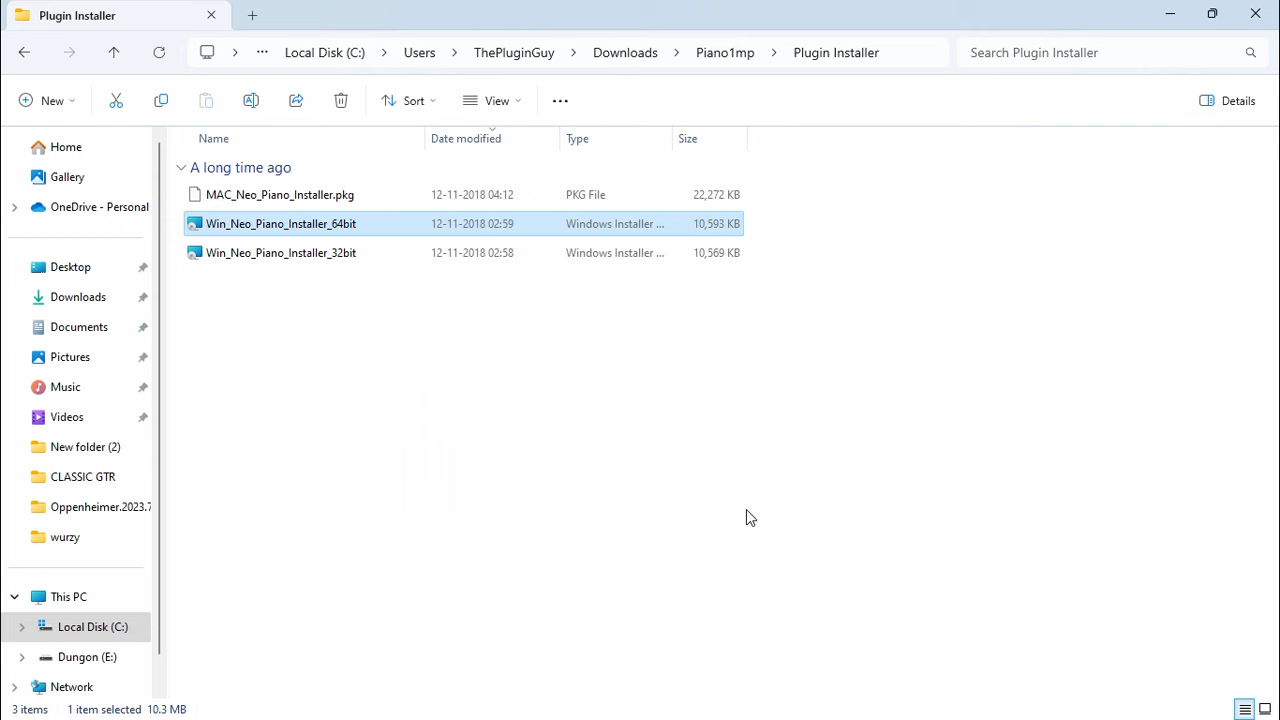 Plugin Installer
Local Disk (C:) Users ThePluginGuy Downloads Piano1mp Plugin Installer Search Plugin Installer
New Sort View Details
Name Date modified Type Size
A long time ago
MAC_Neo_Piano_Installer.pkg 12-11-2018 04:12 PKG File 22,272 KB
Win_Neo_Piano_Installer_64bit 12-11-2018 02:59 Windows Installer ... 10,593 KB
Win_Neo_Piano_Installer_32bit 12-11-2018 02:58 Windows Installer ... 10,569 KB
Home
Gallery
OneDrive - Personal
Desktop
Downloads
Documents
Pictures
Music
Videos
New folder (2)
CLASSIC GTR
Oppenheimer.2023.7
wurzy
This PC
Local Disk (C:)
Dungon (E:)
Network
3 items 1 item selected 10.3 MB